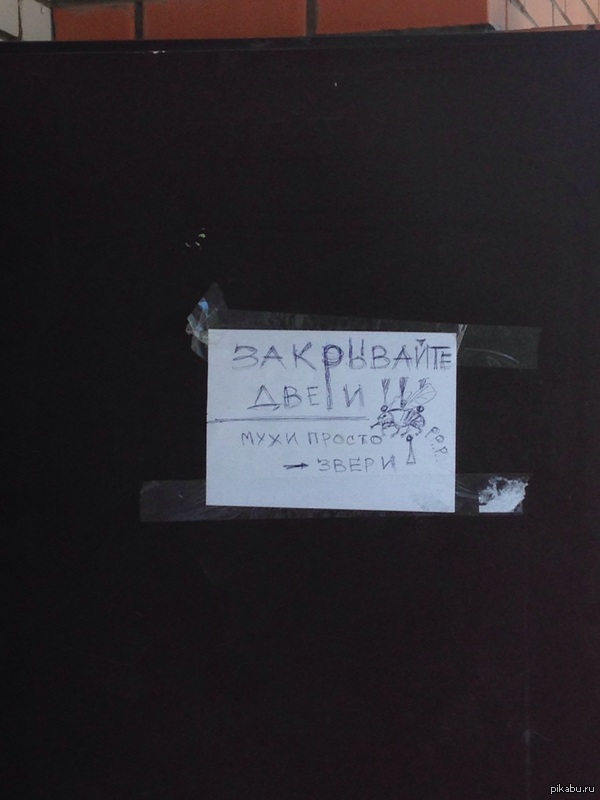 ЗАКРЫВАЙТЕ
ДВЕРИ!!!
МУХИ ПРОСТО
→ ЗВЕРИ!
Р.О.Р.
pikabu.ru